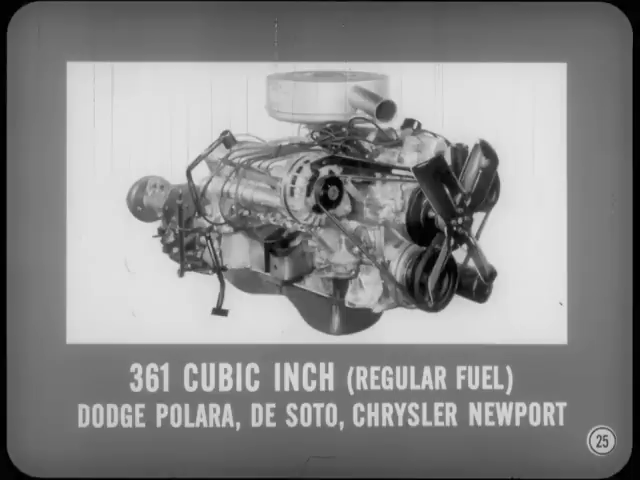 361 CUBIC INCH (REGULAR FUEL)
DODGE POLARA, DE SOTO, CHRYSLER NEWPORT
25